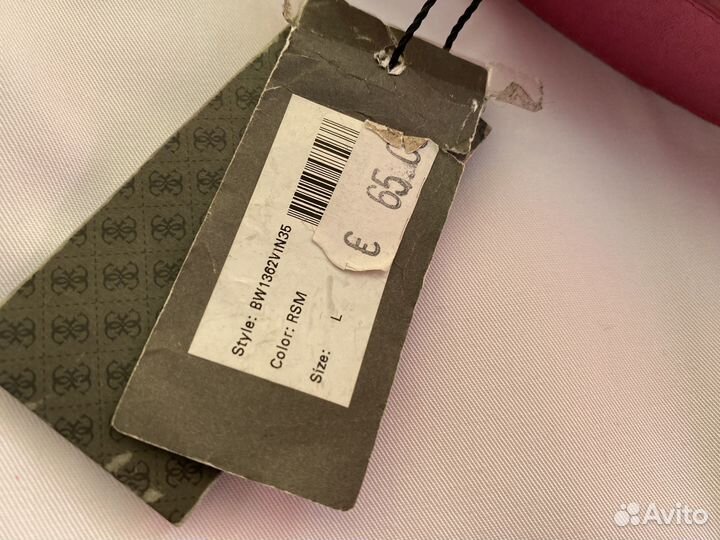 € 65.0
Style: BW1362VIN35
Color: RSM
Size: L
Avito